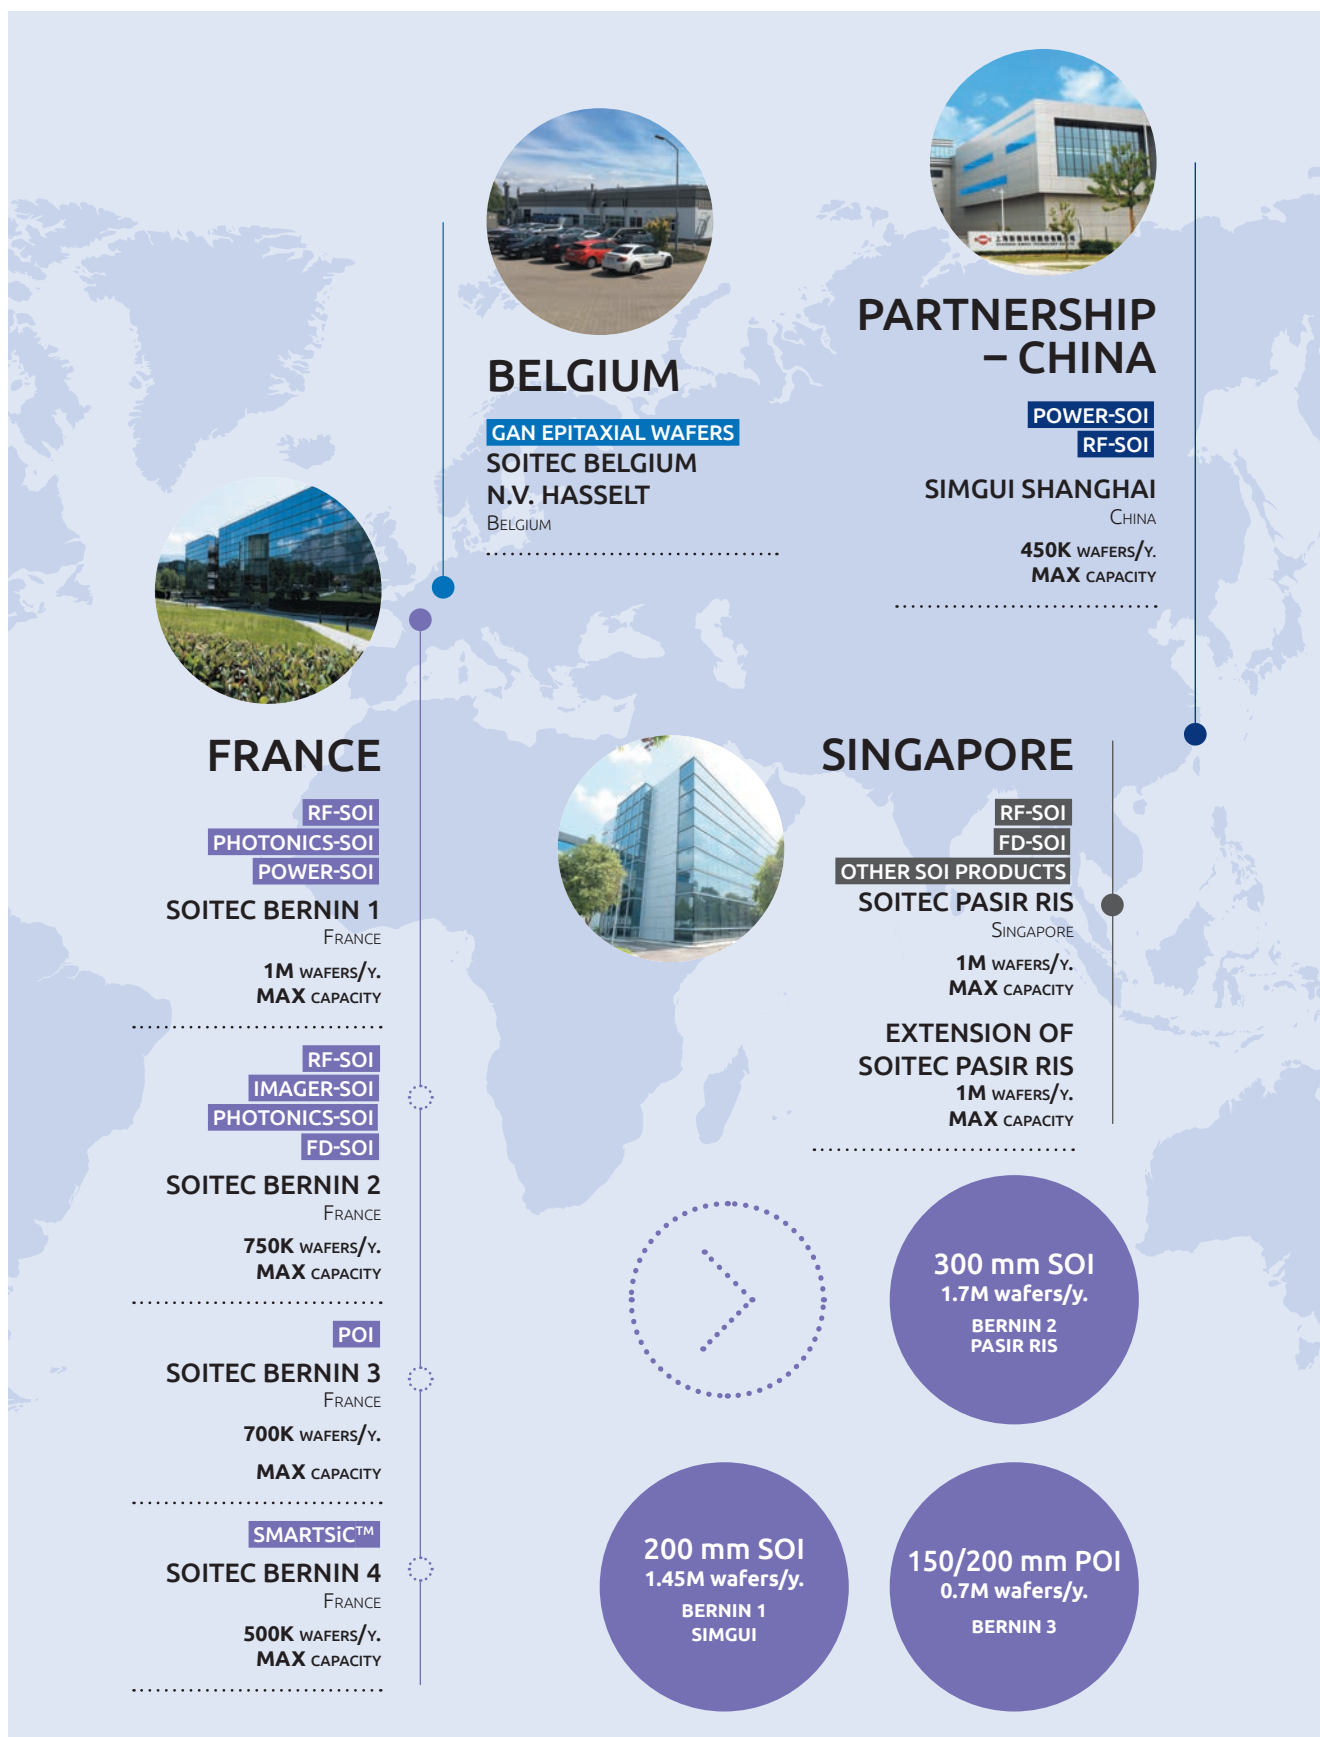 BELGIUM
GAN EPITAXIAL WAFERS
SOITEC BELGIUM
N.V. HASSELT
BELGIUM
PARTNERSHIP
– CHINA
POWER-SOI
RF-SOI
SIMGUI SHANGHAI
CHINA
450K WAFERS/Y.
MAX CAPACITY
FRANCE
RF-SOI
PHOTONICS-SOI
POWER-SOI
SOITEC BERNIN 1
FRANCE
1M WAFERS/Y.
MAX CAPACITY
RF-SOI
IMAGER-SOI
PHOTONICS-SOI
FD-SOI
SOITEC BERNIN 2
FRANCE
750K WAFERS/Y.
MAX CAPACITY
POI
SOITEC BERNIN 3
FRANCE
700K WAFERS/Y.
MAX CAPACITY
SMARTSiC™
SOITEC BERNIN 4
FRANCE
500K WAFERS/Y.
MAX CAPACITY
SINGAPORE
RF-SOI
FD-SOI
OTHER SOI PRODUCTS
SOITEC PASIR RIS
SINGAPORE
1M WAFERS/Y.
MAX CAPACITY
EXTENSION OF
SOITEC PASIR RIS
1M WAFERS/Y.
MAX CAPACITY
300 mm SOI
1.7M wafers/y.
BERNIN 2
PASIR RIS
200 mm SOI
1.45M wafers/y.
BERNIN 1
SIMGUI
150/200 mm POI
0.7M wafers/y.
BERNIN 3